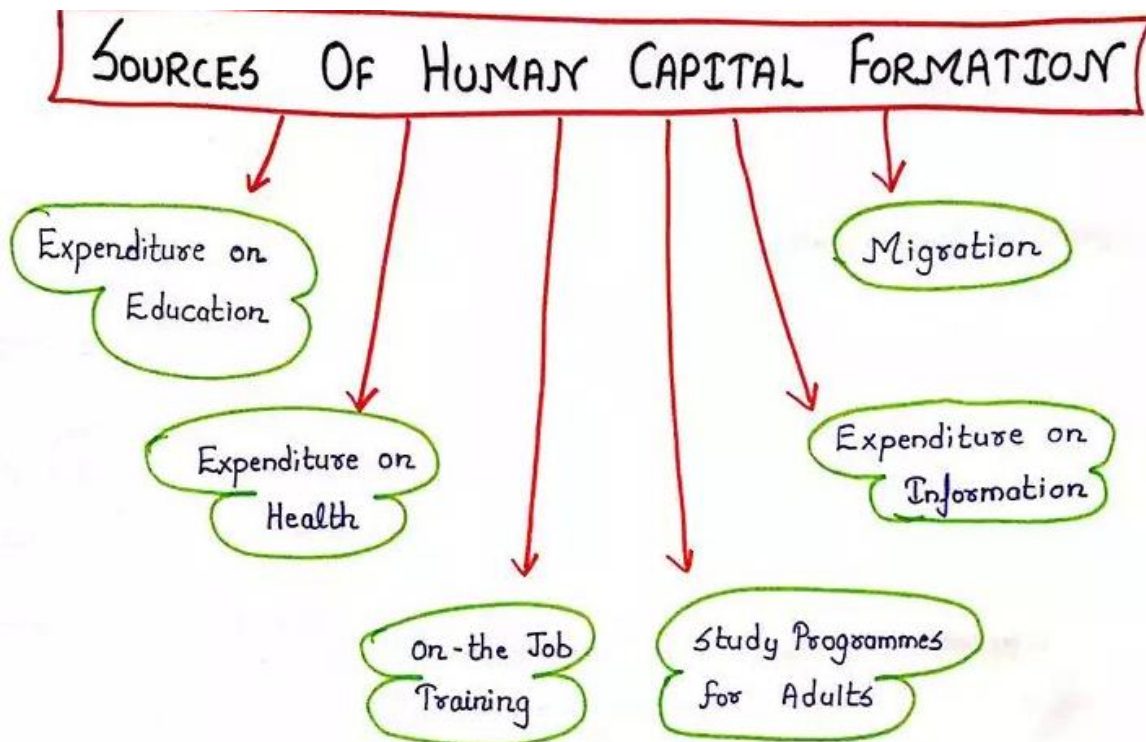 SOURCES OF HUMAN CAPITAL FORMATION
Expenditure on
Education
Expenditure on
Health
On-the Job
Training
Study Programmes
for Adults
Expenditure on
Information
Migration